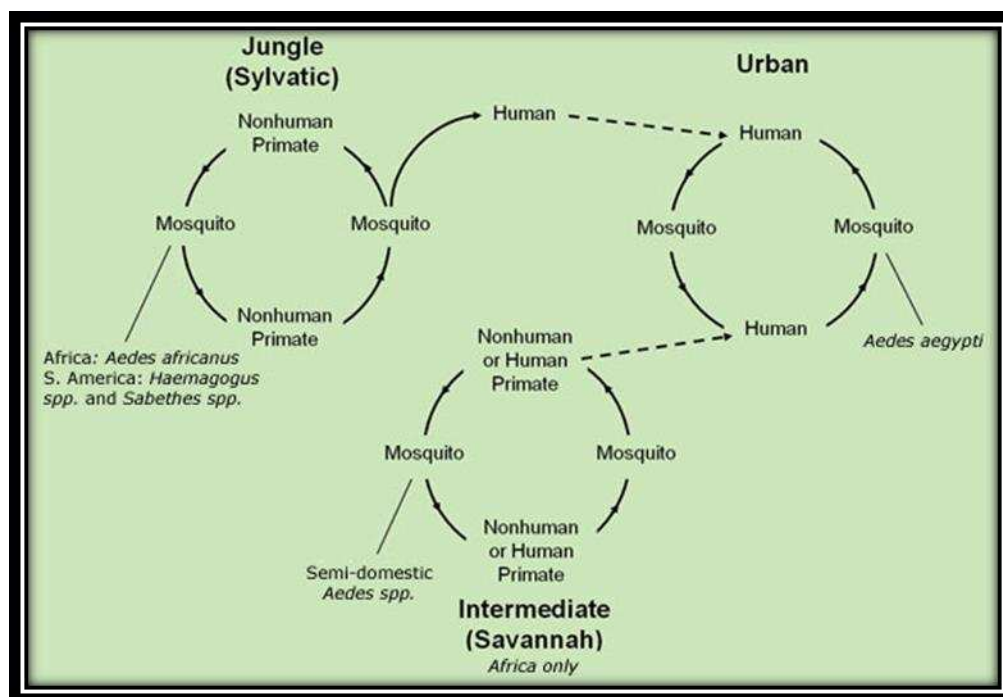 Jungle
(Sylvatic)
Nonhuman
Primate
Mosquito
Mosquito
Nonhuman
Primate
Africa: Aedes africanus
S. America: Haemagogus
spp. and Sabethes spp.
Human
Urban
Human
Mosquito
Mosquito
Human
Aedes aegypti
Nonhuman
or Human
Primate
Mosquito
Mosquito
Nonhuman
or Human
Primate
Semi-domestic
Aedes spp.
Intermediate
(Savannah)
Africa only